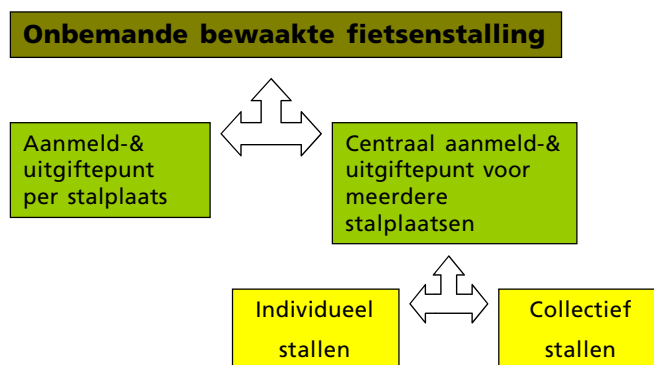 Onbemande bewaakte fietsenstalling
Aanmeld-&
uitgiftepunt
per stalplaats
Centraal aanmeld-&
uitgiftepunt voor
meerdere
stalplaatsen
Individueel
stallen
Collectief
stallen